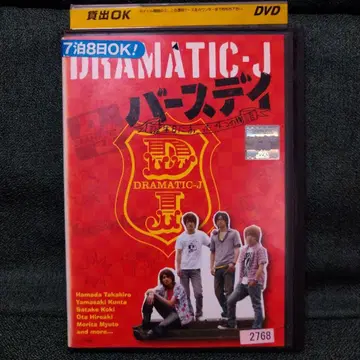 貸出OK
DVD
7泊8日OK!
DRAMATIC-J
バースデイ
D
DRAMATIC-J
J
Hamada Takahiro
Yamasaki Kenta
Satake Koki
Ota Hiroaki
Morita Myuto
and more...
2768